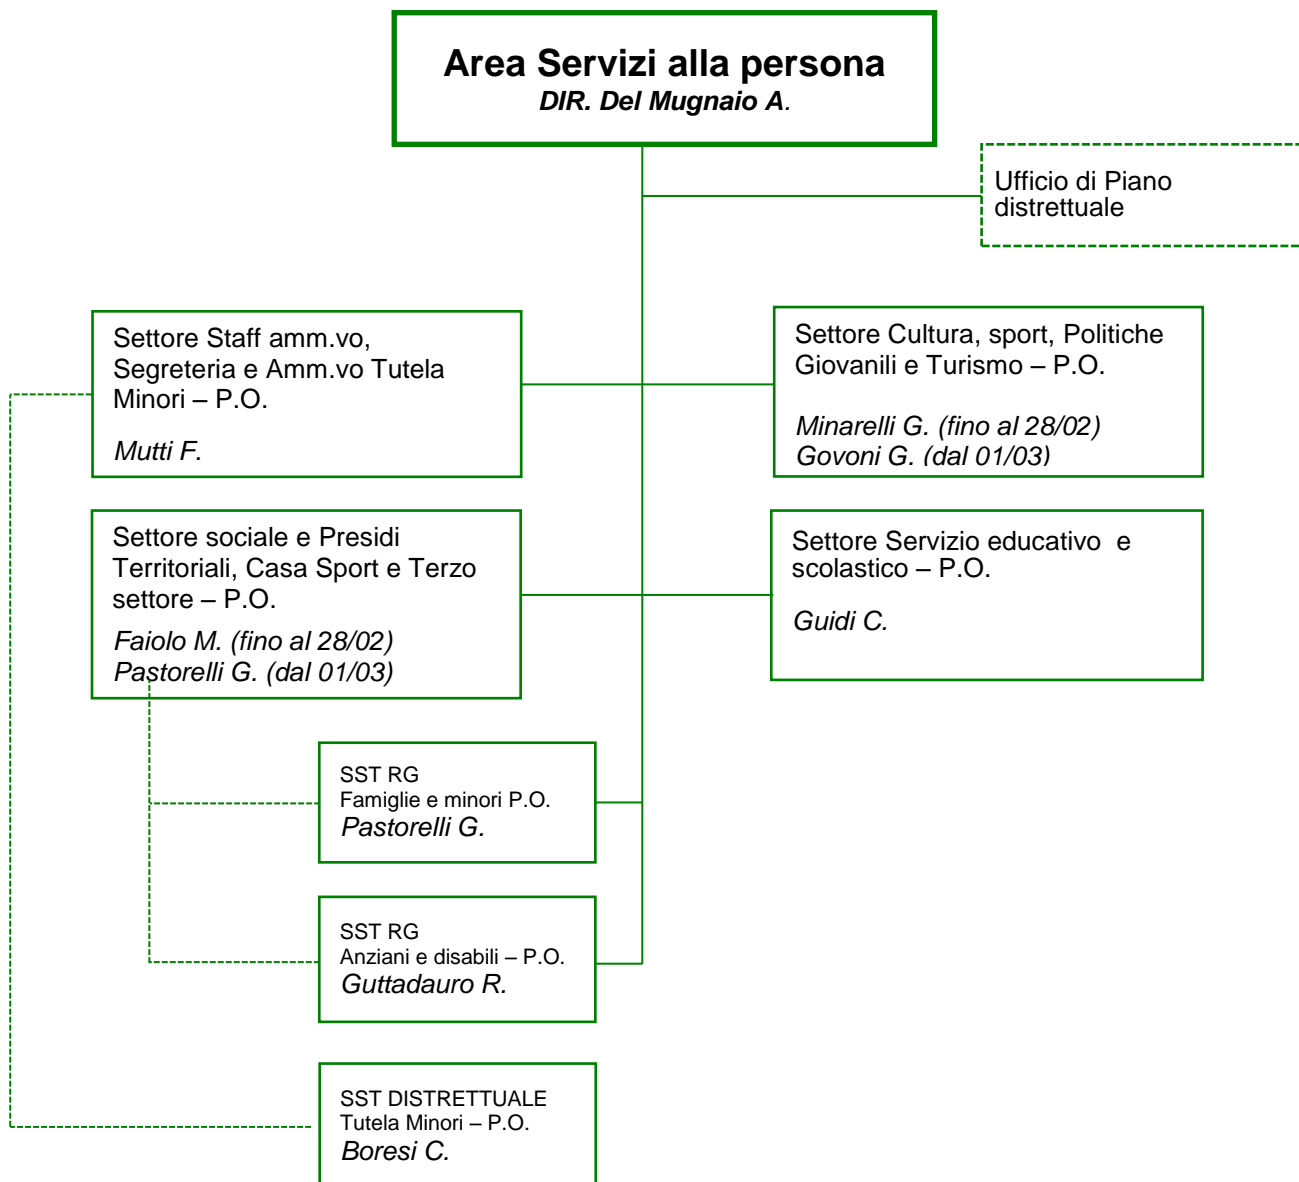 Area Servizi alla persona
DIR. Del Mugnaio A.
Ufficio di Piano
distrettuale
Settore Staff amm.vo,
Segreteria e Amm.vo Tutela
Minori – P.O.
Mutti F.
Settore Cultura, sport, Politiche
Giovanili e Turismo – P.O.
Minarelli G. (fino al 28/02)
Govoni G. (dal 01/03)
Settore sociale e Presidi
Territoriali, Casa Sport e Terzo
settore – P.O.
Faiolo M. (fino al 28/02)
Pastorelli G. (dal 01/03)
Settore Servizio educativo e
scolastico – P.O.
Guidi C.
SST RG
Famiglie e minori P.O.
Pastorelli G.
SST RG
Anziani e disabili – P.O.
Guttadauro R.
SST DISTRETTUALE
Tutela Minori – P.O.
Boresi C.